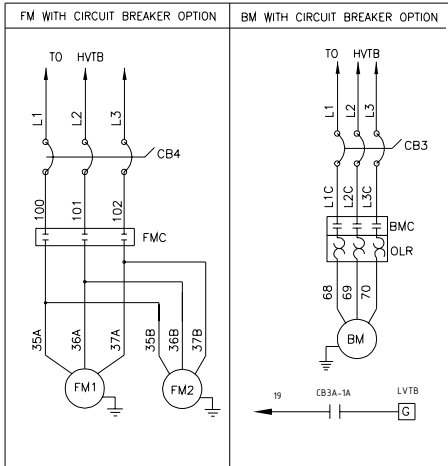 FM WITH CIRCUIT BREAKER OPTION
TO HVTB
L1 L2 L3
CB4
100 101 102
FMC
35A 36A 37A 35B 36B 37B
FM1 FM2
BM WITH CIRCUIT BREAKER OPTION
TO HVTB
L1 L2 L3
CB3
L1C L2C L3C
BMC
OLR
68 69 70
BM
19 CB3A-1A LVTB
G